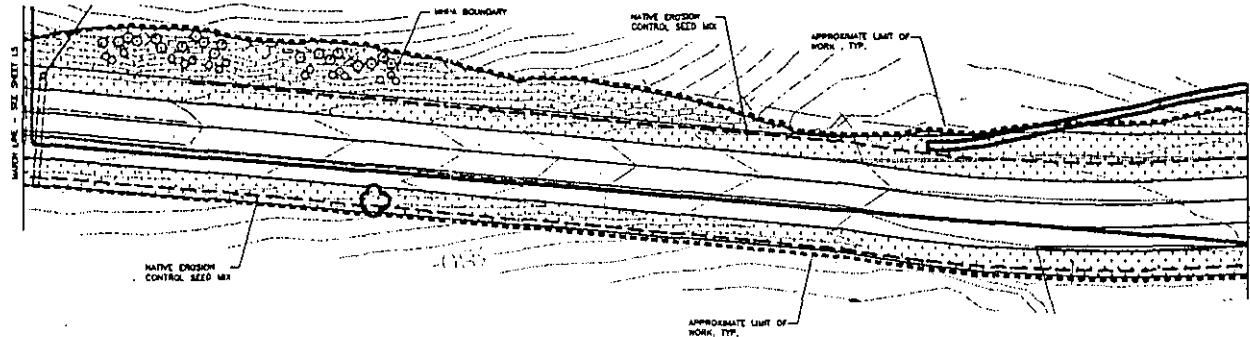 MHPA BOUNDARY
NATIVE EROSION
CONTROL SEED MIX
APPROXIMATE LIMIT OF
WORK, TYP.
MATCH LINE - SEE SHEET L5
NATIVE EROSION
CONTROL SEED MIX
APPROXIMATE LIMIT OF
WORK, TYP.